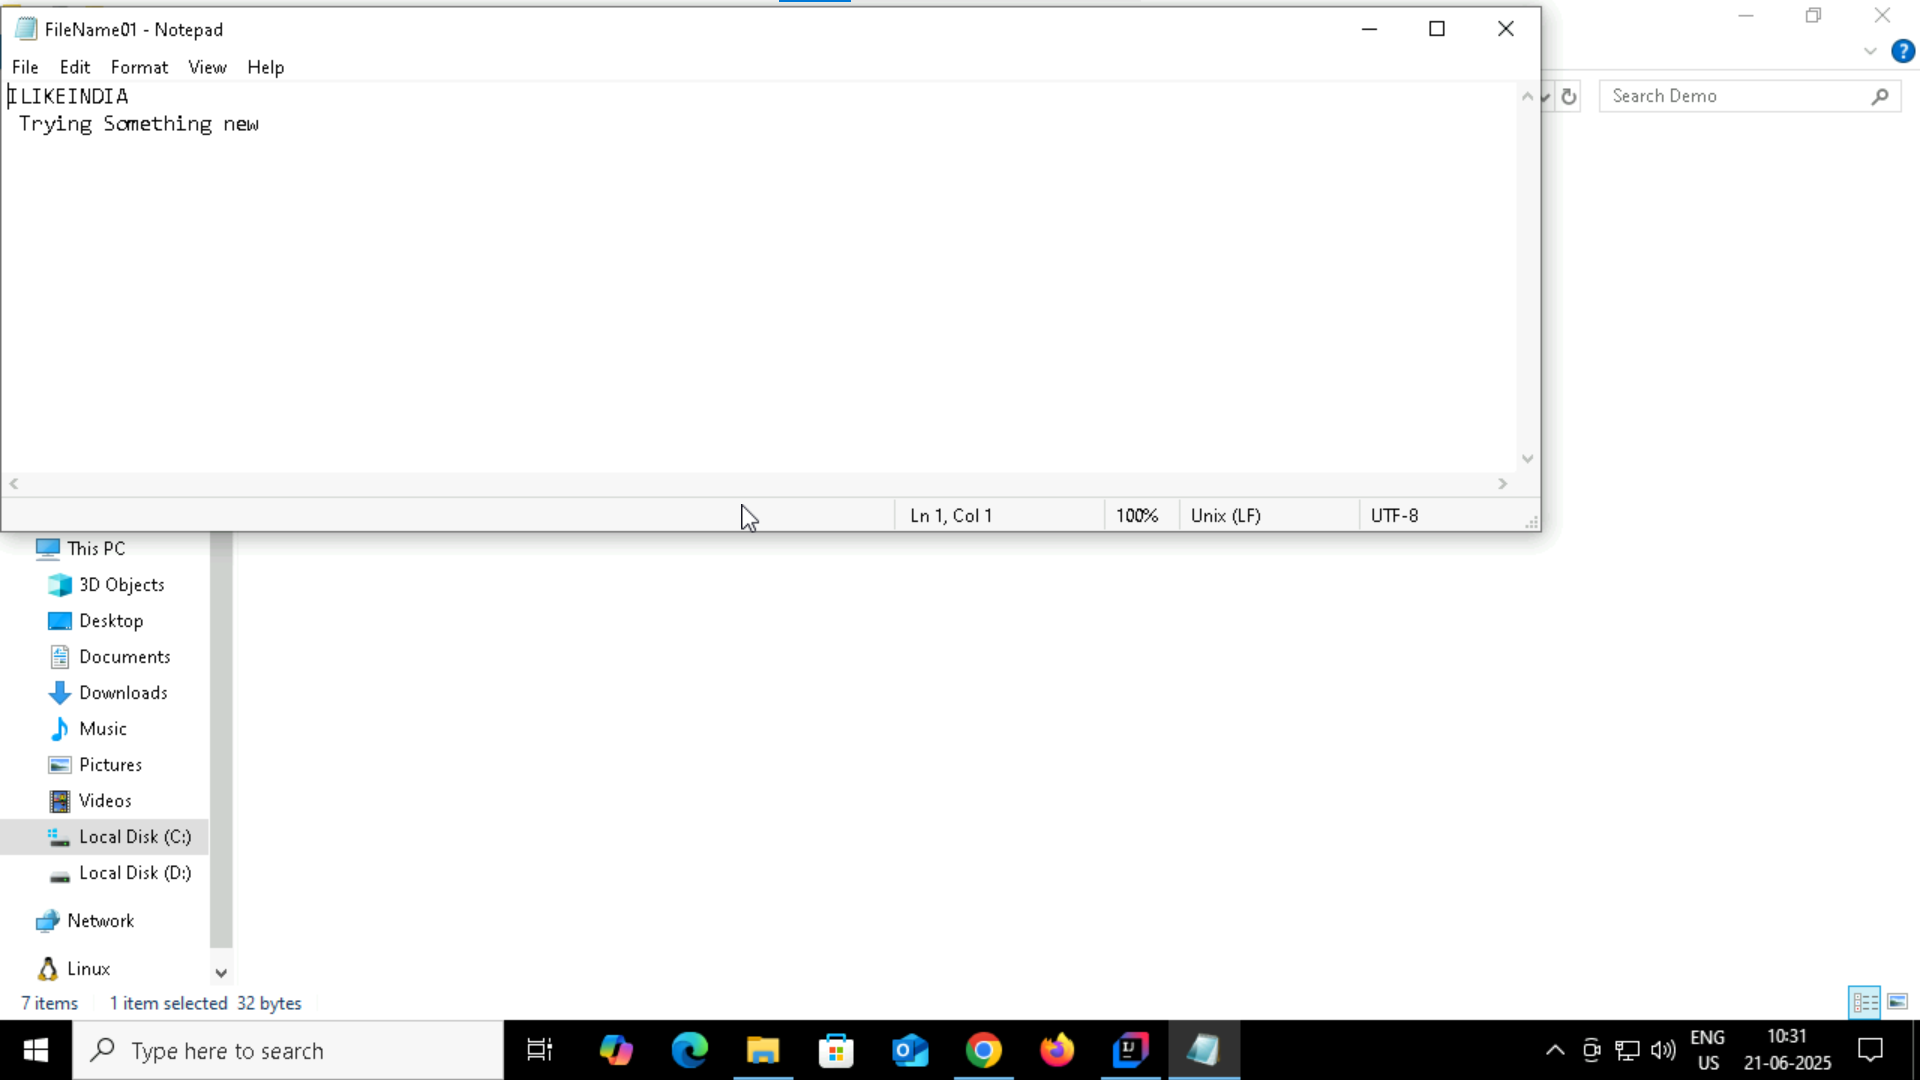 FileName01 - Notepad
File Edit Format View Help
ILIKEINDIA
Trying Something new
Search Demo
Ln 1, Col 1 100% Unix (LF) UTF-8
This PC
3D Objects
Desktop
Documents
Downloads
Music
Pictures
Videos
Local Disk (C:)
Local Disk (D:)
Network
Linux
7 items 1 item selected 32 bytes
Type here to search
ENG
US
10:31
21-06-2025